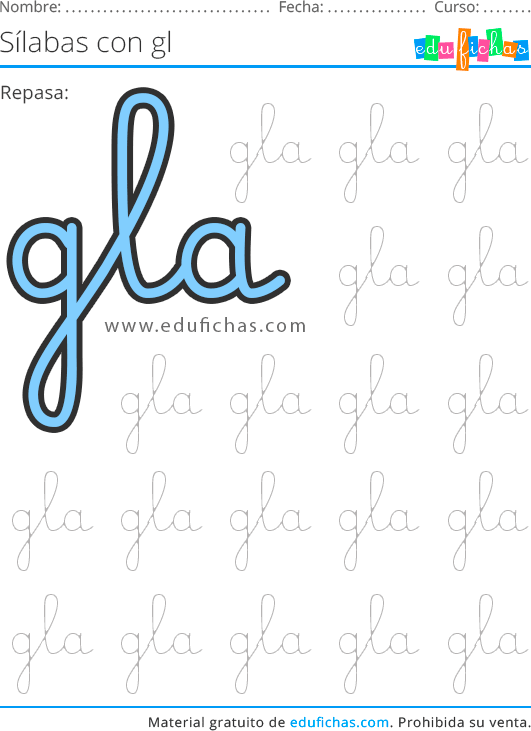 Nombre: ................................. Fecha: ................ Curso: ........
Sílabas con gl
edufichas
Repasa:
gla
gla gla gla
gla gla
www.edufichas.com
gla gla gla gla
gla gla gla gla gla
gla gla gla gla gla
Material gratuito de edufichas.com. Prohibida su venta.